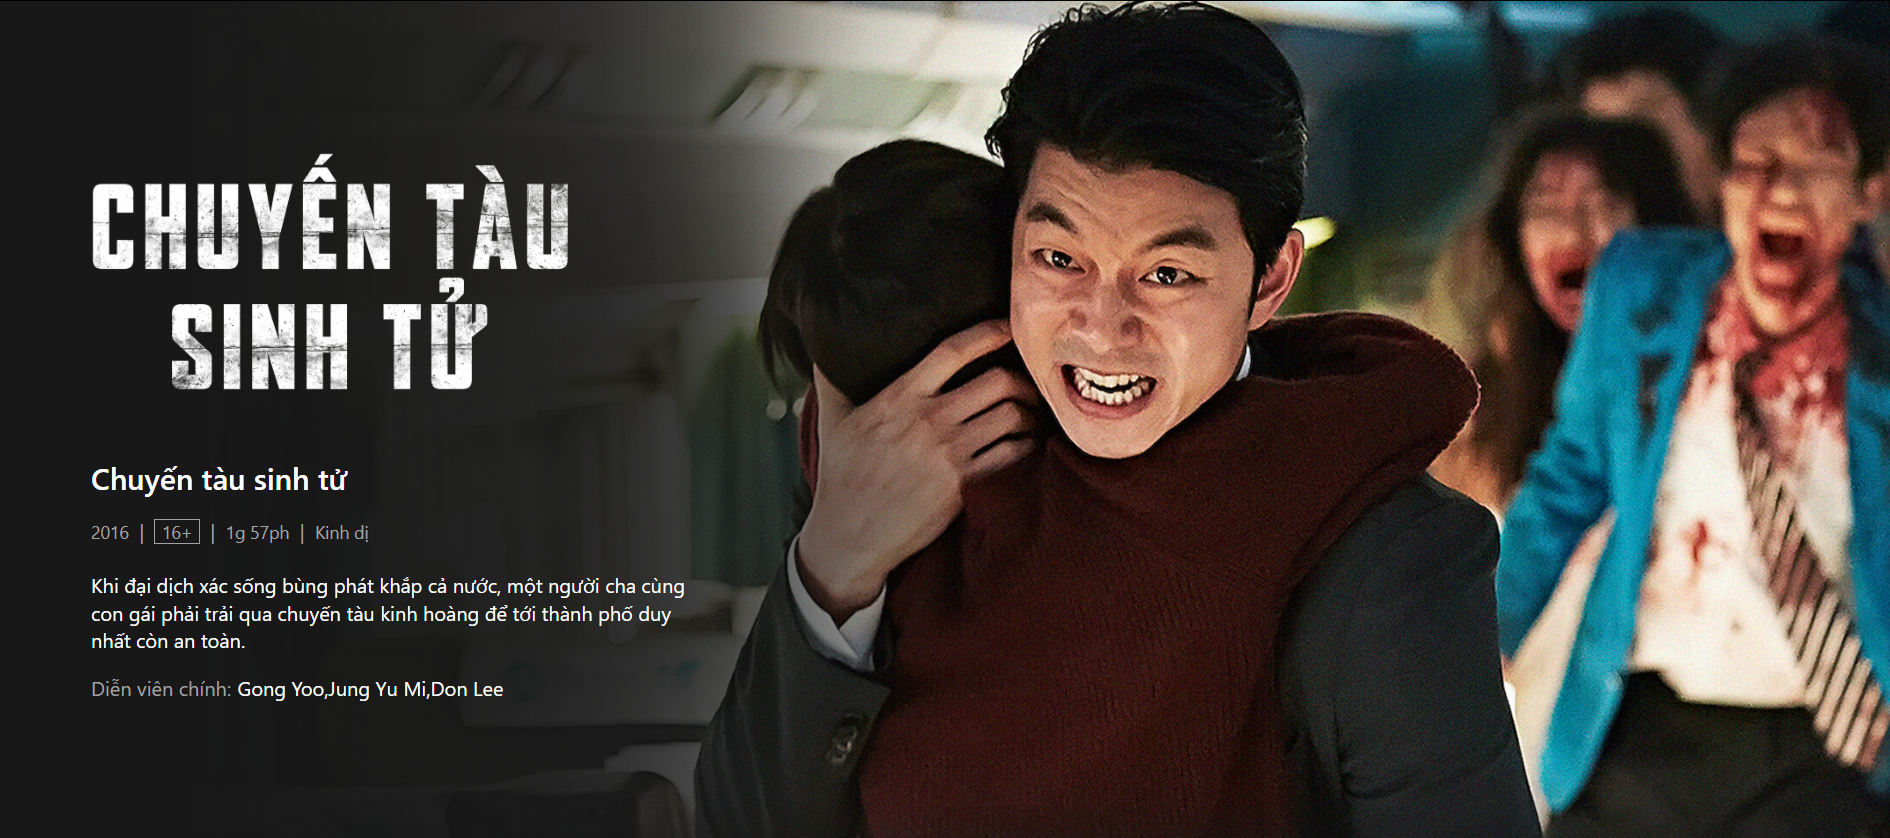 CHUYẾN TÀU
SINH TỬ
Chuyến tàu sinh tử
2016 | 16+ | 1g 57ph | Kinh dị
Khi đại dịch xác sống bùng phát khắp cả nước, một người cha cùng
con gái phải trải qua chuyến tàu kinh hoàng để tới thành phố duy
nhất còn an toàn.
Diễn viên chính: Gong Yoo,Jung Yu Mi,Don Lee